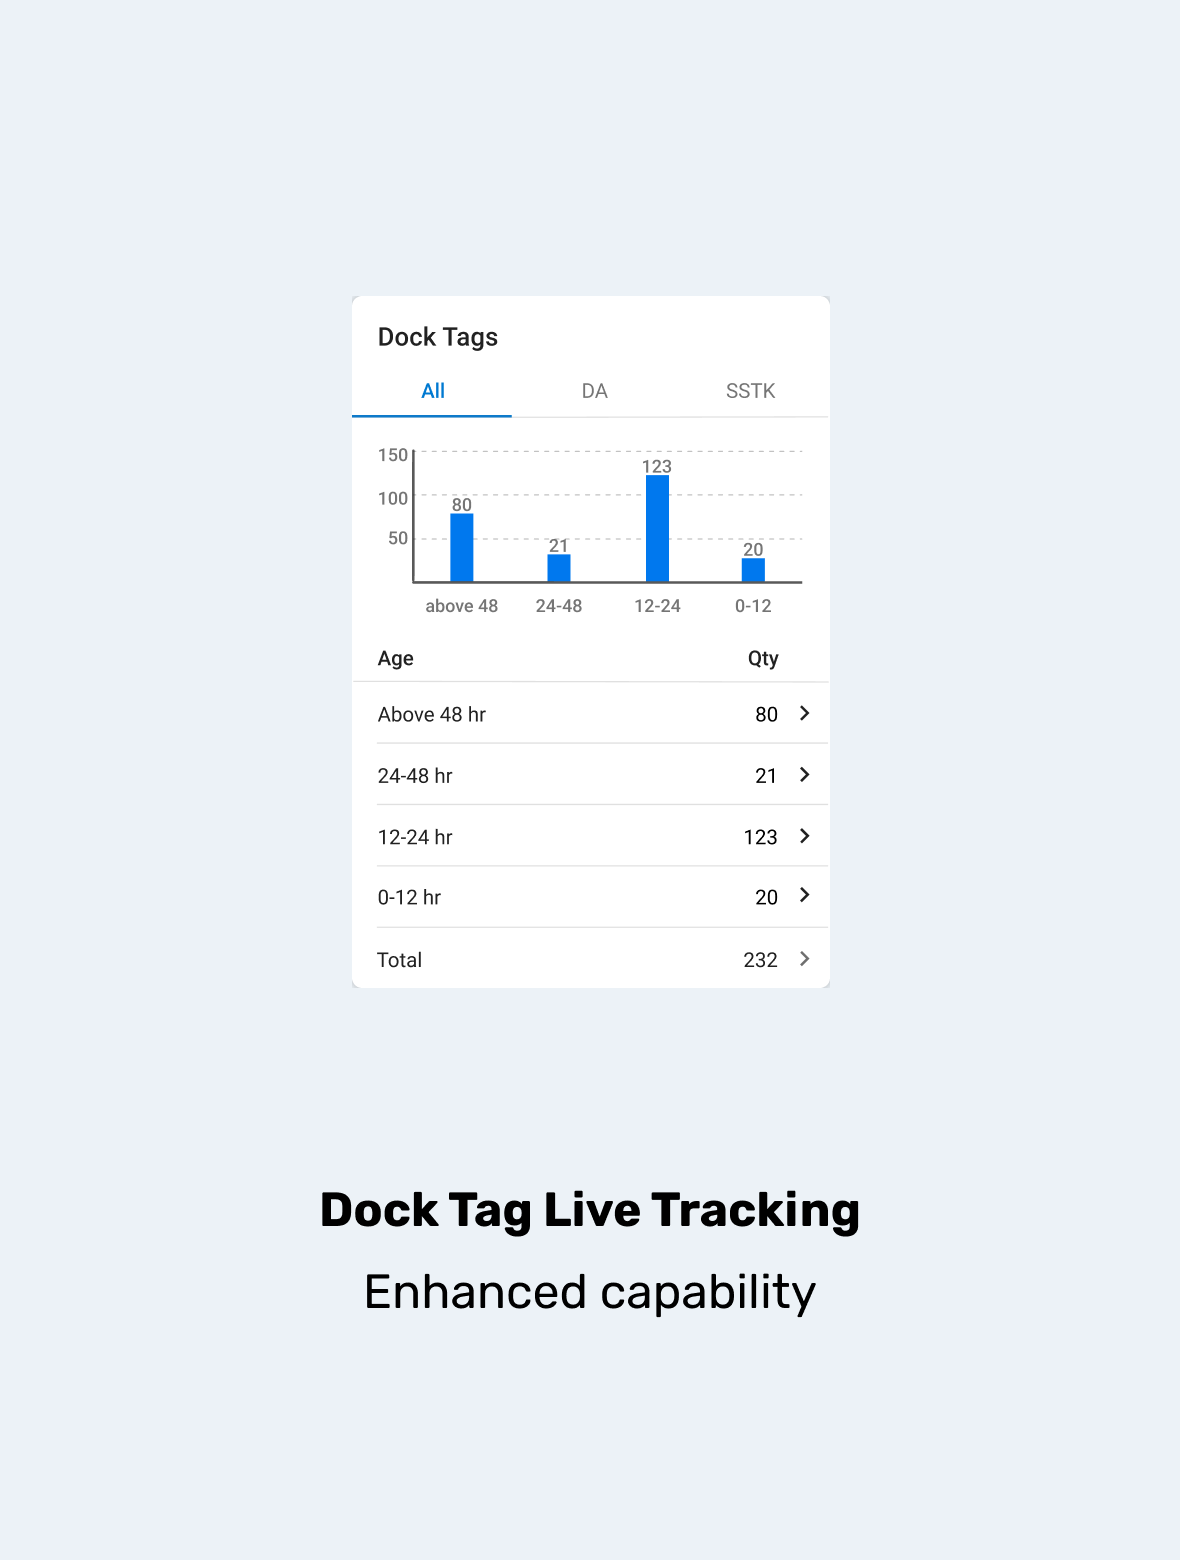 Dock Tags
All DA SSTK
150
123
100
80
50
21
20
above 48 24-48 12-24 0-12
Age Qty
Above 48 hr 80
24-48 hr 21
12-24 hr 123
0-12 hr 20
Total 232
Dock Tag Live Tracking
Enhanced capability